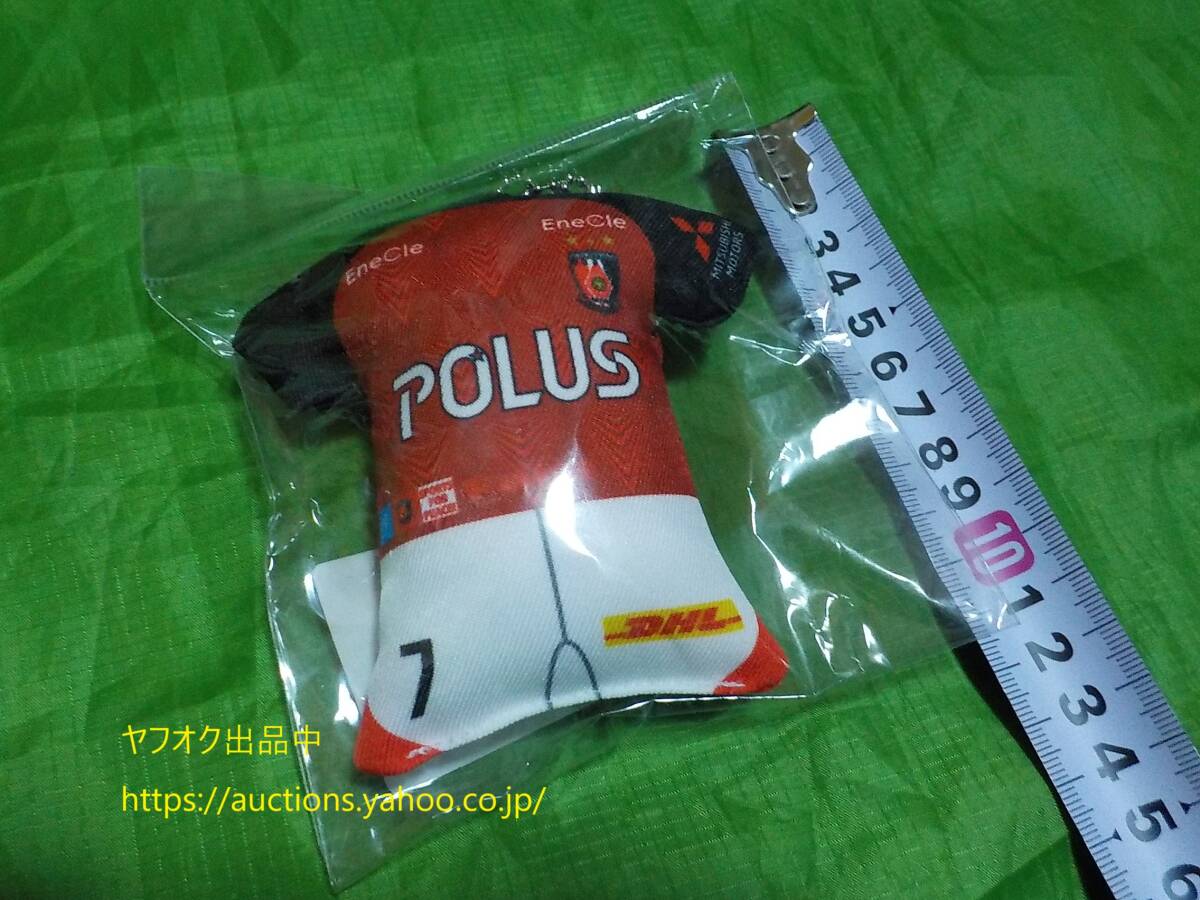 EneCle
EneCle
MITSUBISHI
MOTORS
POLUS
DHL
7
3 4 5 6 7 8 9 10 1 2 3 4 5 6
ヤフオク出品中
https://auctions.yahoo.co.jp/